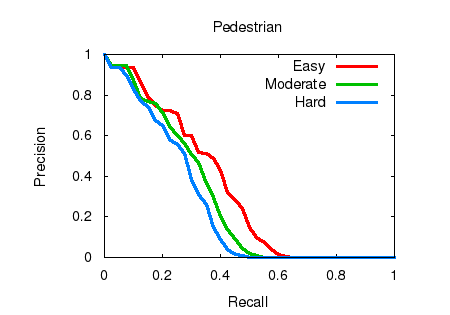 Pedestrian
Precision
1
0.8
0.6
0.4
0.2
0
Easy
Moderate
Hard
0 0.2 0.4 0.6 0.8 1
Recall